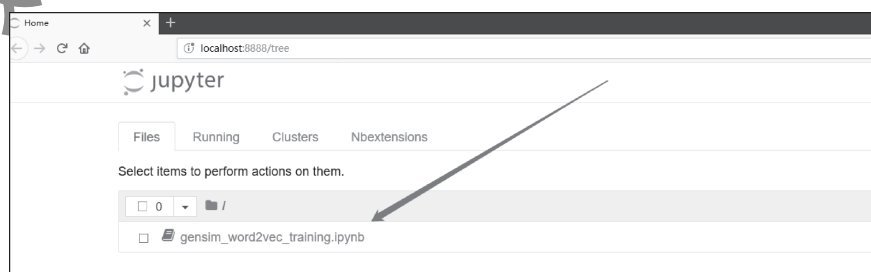 Home
localhost:8888/tree
jupyter
Files Running Clusters Nbextensions
Select items to perform actions on them.
0 /
gensim_word2vec_training.ipynb